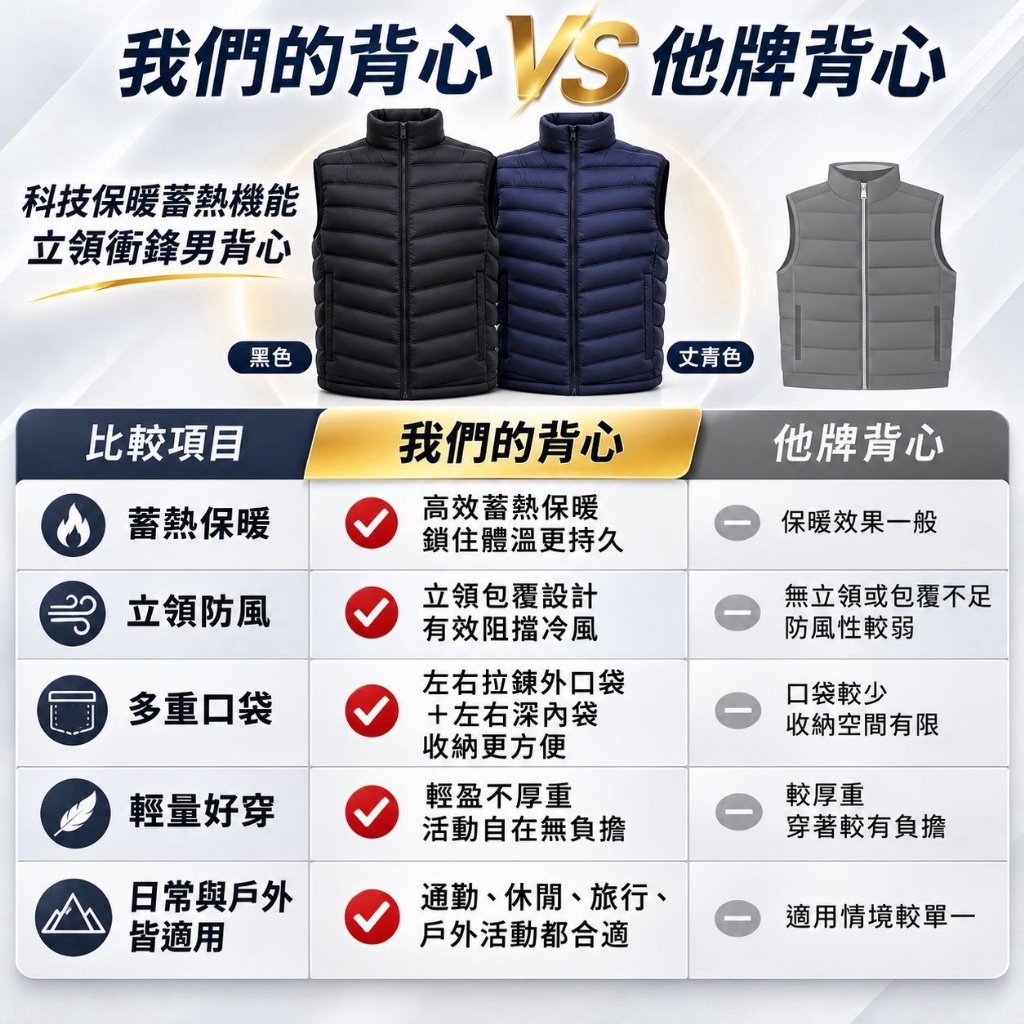 我們的背心 VS 他牌背心
科技保暖蓄熱機能
立領衝鋒男背心
黑色
丈青色
比較項目
我們的背心
他牌背心
蓄熱保暖
高效蓄熱保暖
鎖住體溫更持久
保暖效果一般
立領防風
立領包覆設計
有效阻擋冷風
無立領或包覆不足
防風性較弱
多重口袋
左右拉鍊外口袋
+左右深內袋
收納更方便
口袋較少
收納空間有限
輕量好穿
輕盈不厚重
活動自在無負擔
較厚重
穿著較有負擔
日常與戶外
皆適用
通勤、休閒、旅行、
戶外活動都合適
適用情境較單一